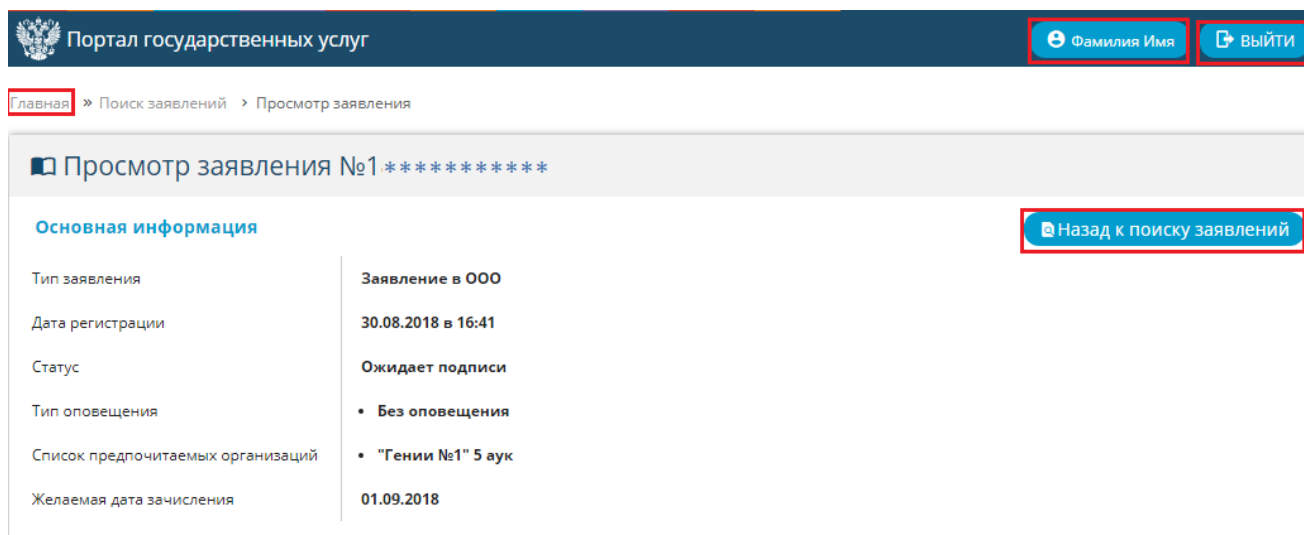 Портал государственных услуг
Фамилия Имя
ВЫЙТИ
Главная » Поиск заявлений > Просмотр заявления
Просмотр заявления №1***********
Основная информация
Назад к поиску заявлений
Тип заявления Заявление в ООО
Дата регистрации 30.08.2018 в 16:41
Статус Ожидает подписи
Тип оповещения • Без оповещения
Список предпочитаемых организаций • "Гении №1" 5 аук
Желаемая дата зачисления 01.09.2018